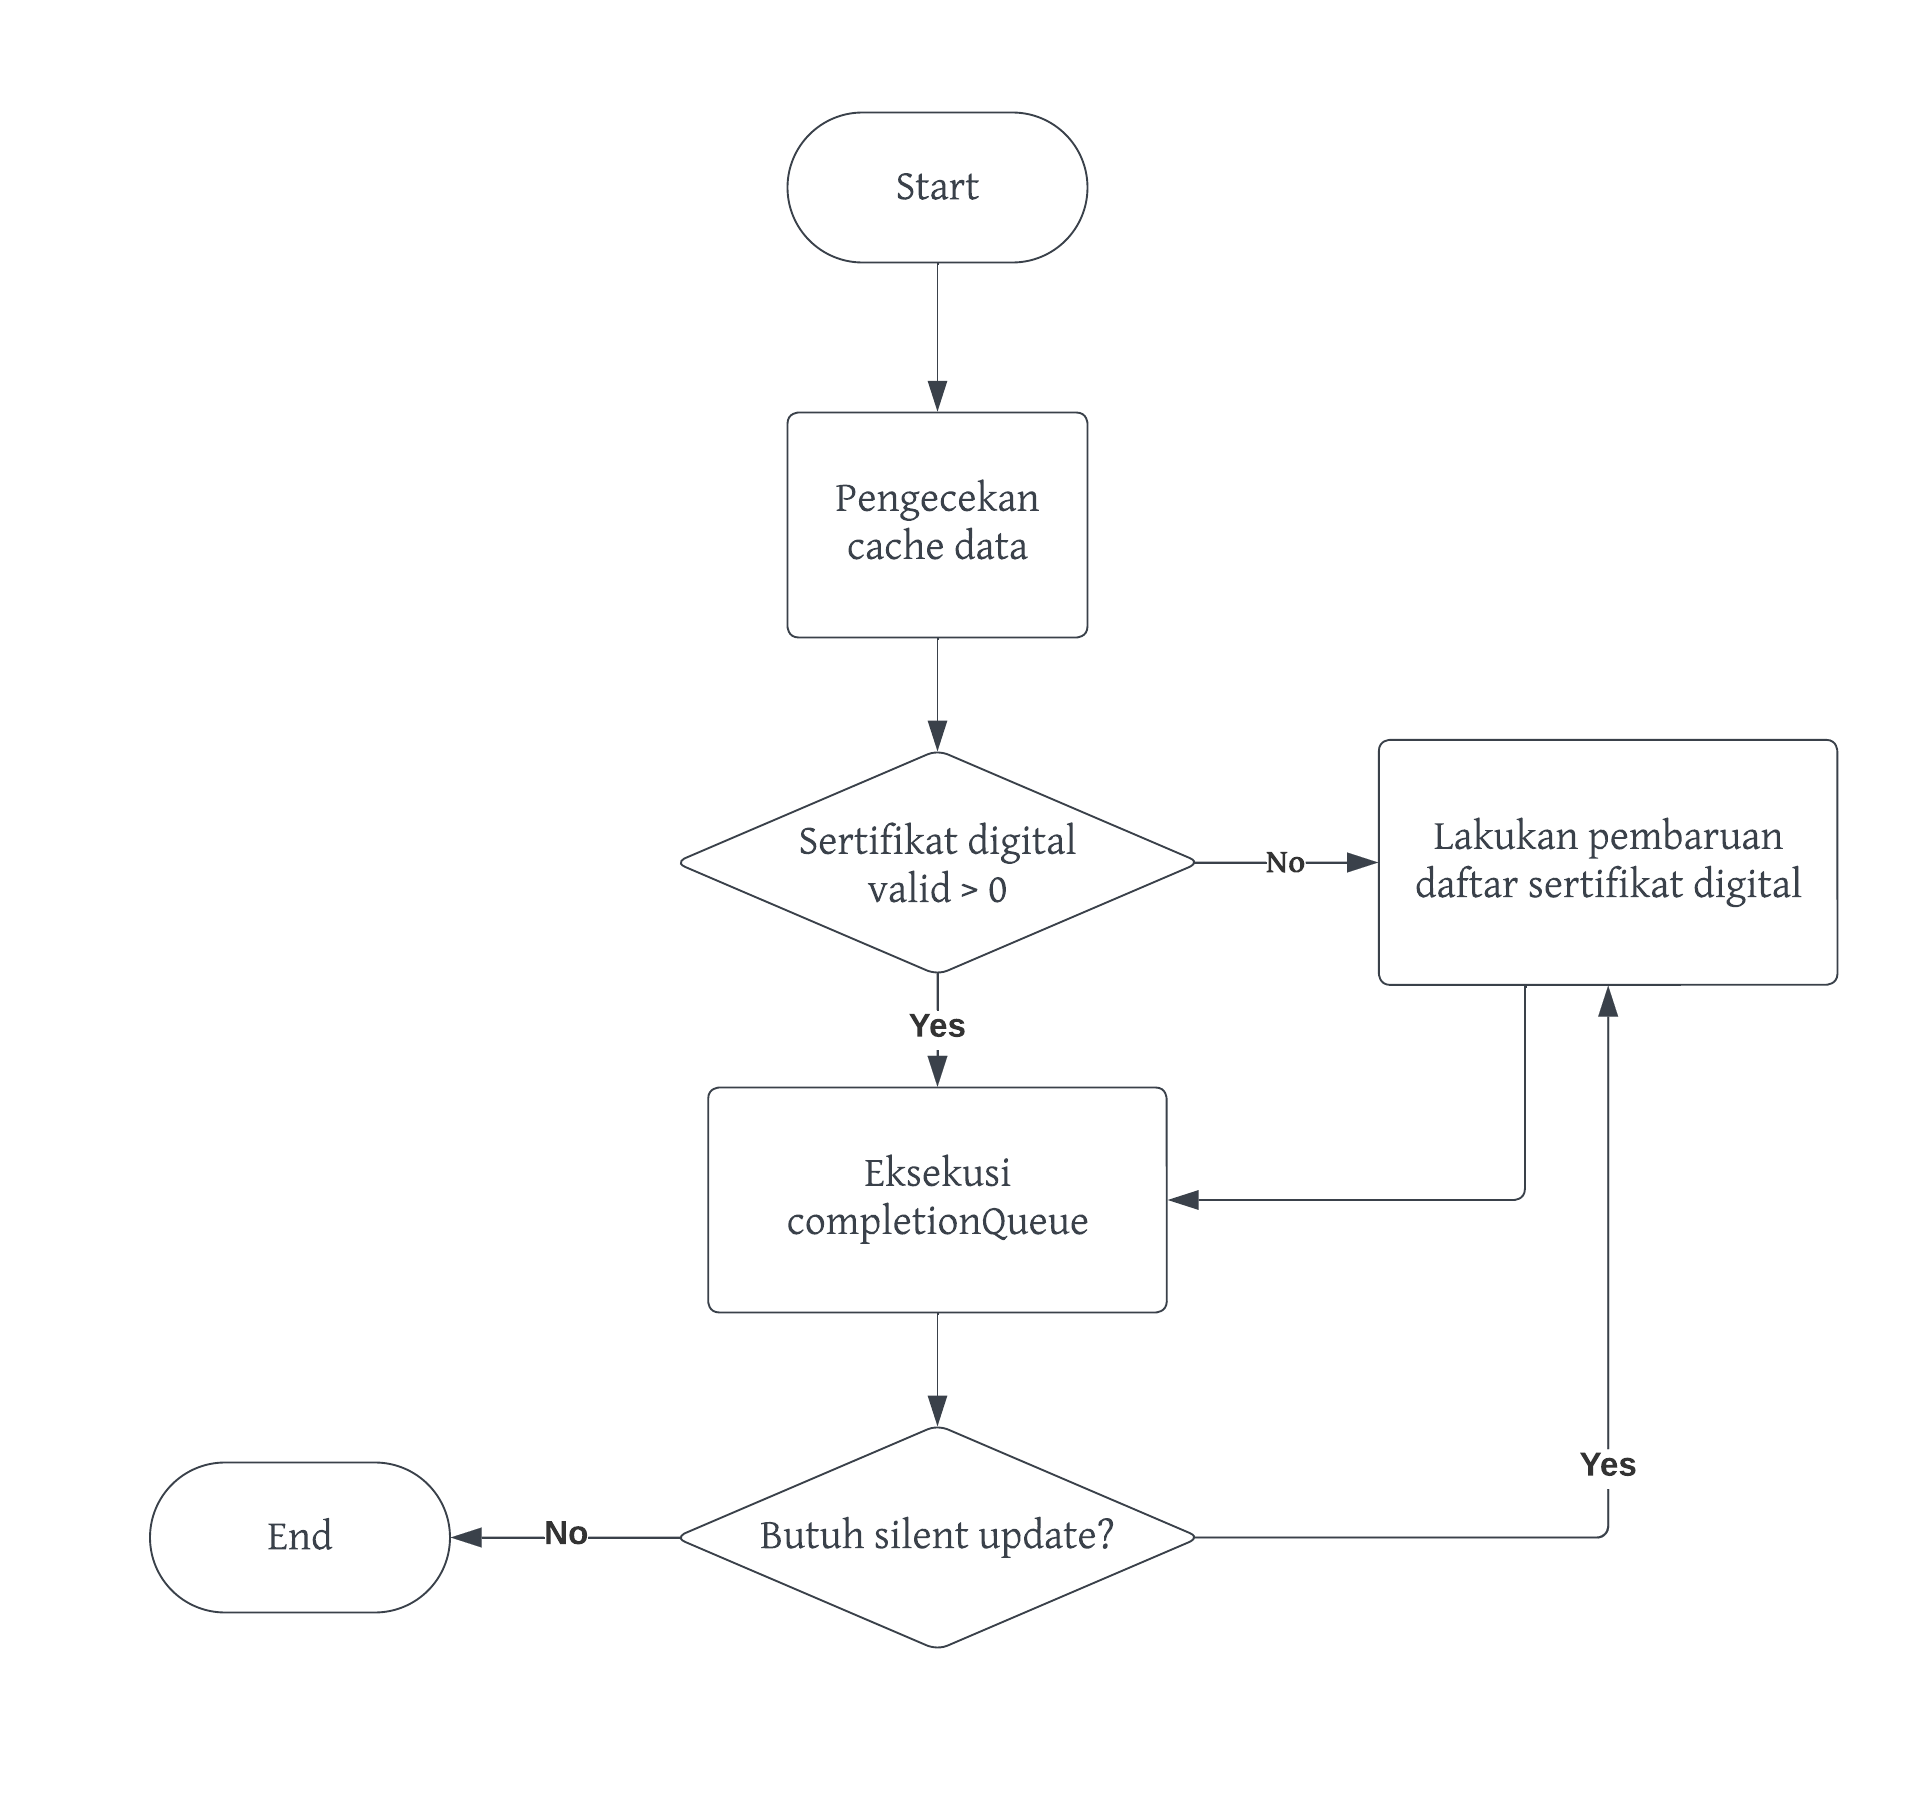 Start
Pengecekan
cache data
Sertifikat digital
valid > 0
No
Lakukan pembaruan
daftar sertifikat digital
Yes
Eksekusi
completionQueue
Yes
End
No
Butuh silent update?